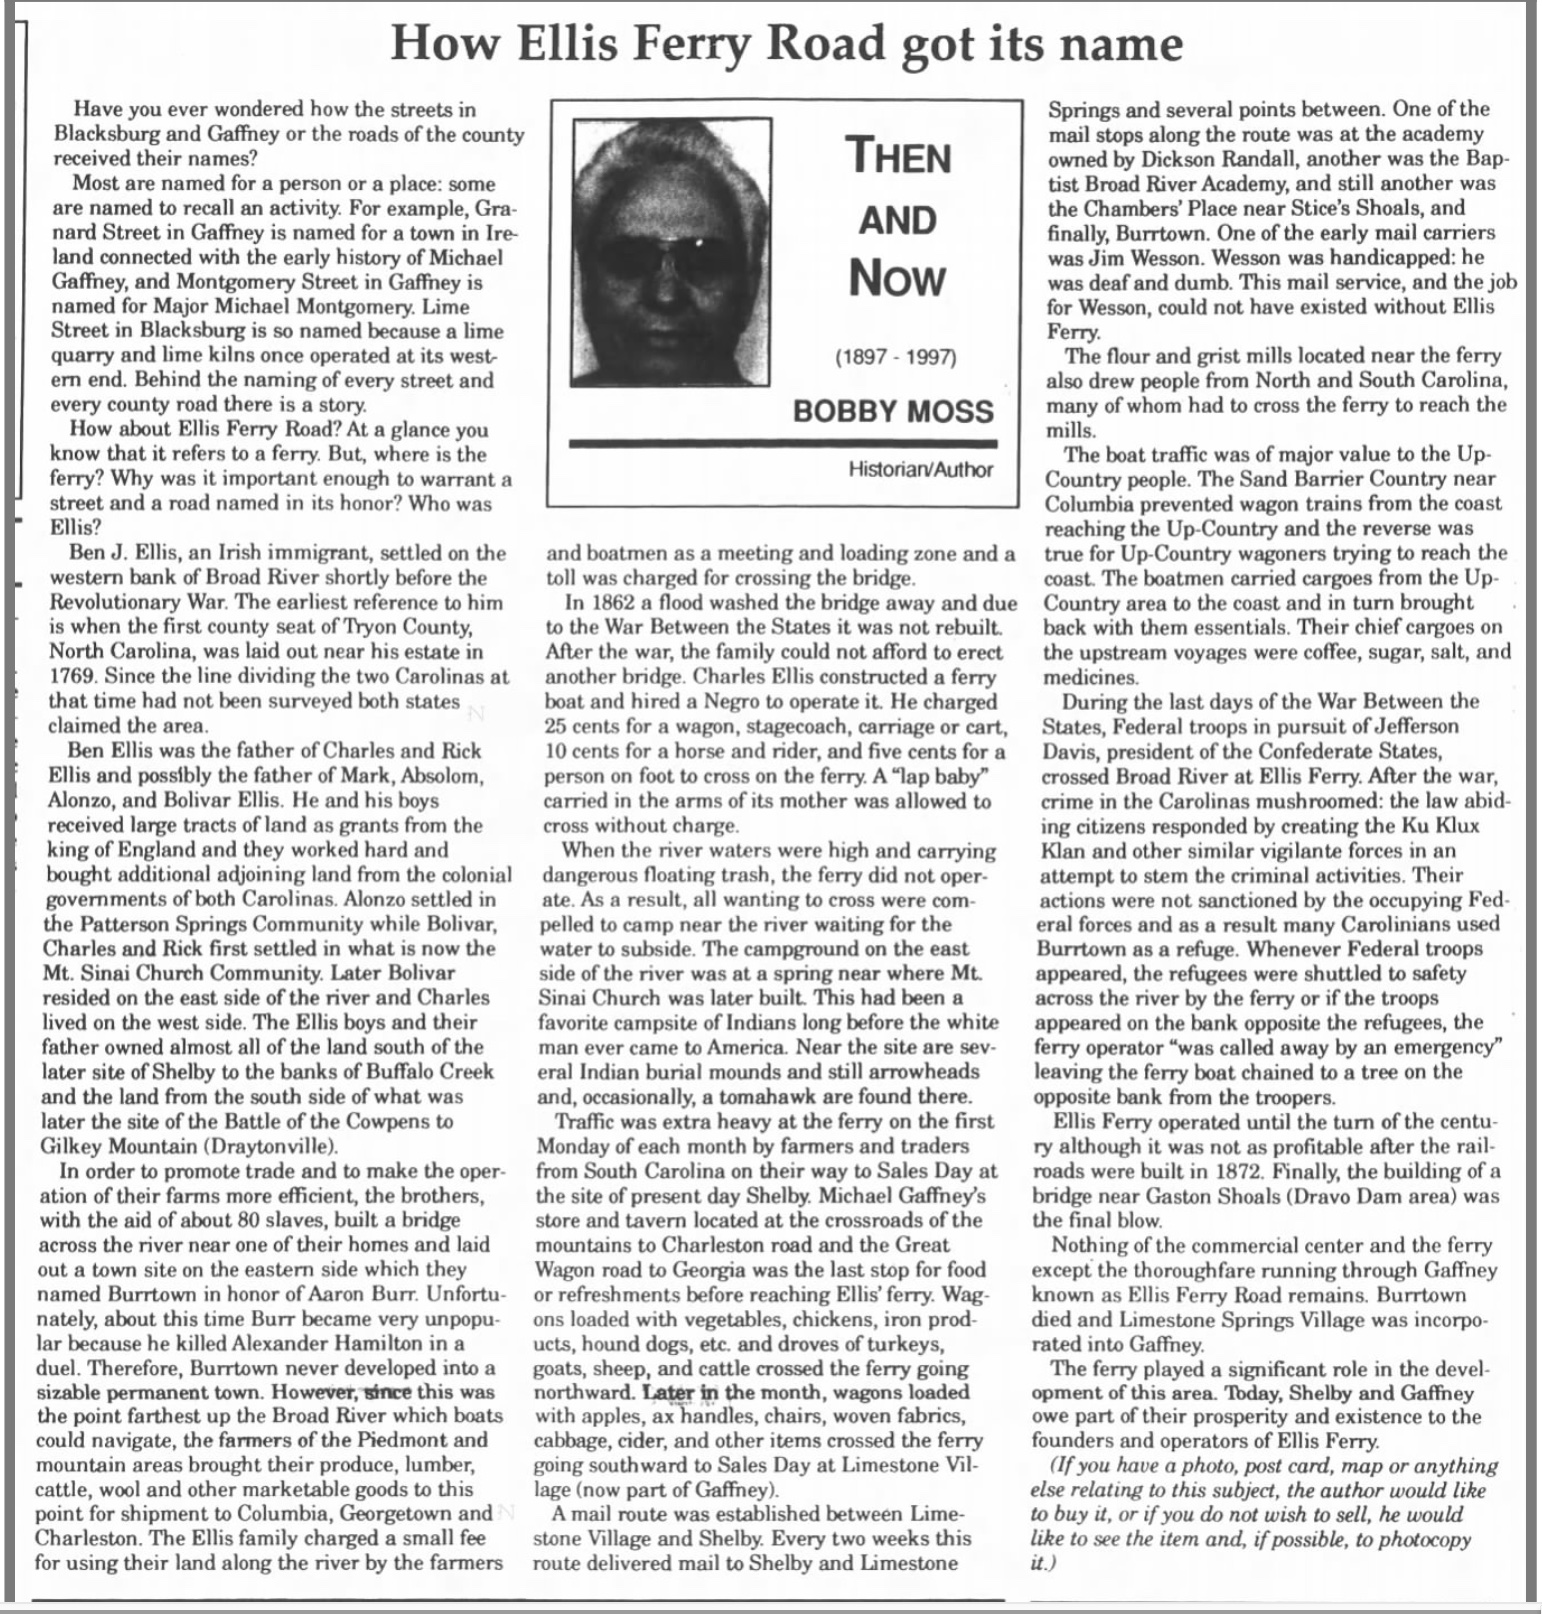 How Ellis Ferry Road got its name
Have you ever wondered how the streets in
Blacksburg and Gaffney or the roads of the county
received their names?
Most are named for a person or a place: some
are named to recall an activity. For example, Gra-
nard Street in Gaffney is named for a town in Ire-
land connected with the early history of Michael
Gaffney, and Montgomery Street in Gaffney is
named for Major Michael Montgomery. Lime
Street in Blacksburg is so named because a lime
quarry and lime kilns once operated at its west-
ern end. Behind the naming of every street and
every county road there is a story.
How about Ellis Ferry Road? At a glance you
know that it refers to a ferry. But, where is the
ferry? Why was it important enough to warrant a
street and a road named in its honor? Who was
Ellis?
Ben J. Ellis, an Irish immigrant, settled on the
western bank of Broad River shortly before the
Revolutionary War. The earliest reference to him
is when the first county seat of Tryon County,
North Carolina, was laid out near his estate in
1769. Since the line dividing the two Carolinas at
that time had not been surveyed both states
claimed the area.
Ben Ellis was the father of Charles and Rick
Ellis and possibly the father of Mark, Absolom,
Alonzo, and Bolivar Ellis. He and his boys
received large tracts of land as grants from the
king of England and they worked hard and
bought additional adjoining land from the colonial
governments of both Carolinas. Alonzo settled in
the Patterson Springs Community while Bolivar,
Charles and Rick first settled in what is now the
Mt. Sinai Church Community. Later Bolivar
resided on the east side of the river and Charles
lived on the west side. The Ellis boys and their
father owned almost all of the land south of the
later site of Shelby to the banks of Buffalo Creek
and the land from the south side of what was
later the site of the Battle of the Cowpens to
Gilkey Mountain (Draytonville).
In order to promote trade and to make the oper-
ation of their farms more efficient, the brothers,
with the aid of about 80 slaves, built a bridge
across the river near one of their homes and laid
out a town site on the eastern side which they
named Burrtown in honor of Aaron Burr. Unfortu-
nately, about this time Burr became very unpopu-
lar because he killed Alexander Hamilton in a
duel. Therefore, Burrtown never developed into a
sizable permanent town. However, since this was
the point farthest up the Broad River which boats
could navigate, the farmers of the Piedmont and
mountain areas brought their produce, lumber,
cattle, wool and other marketable goods to this
point for shipment to Columbia, Georgetown and
Charleston. The Ellis family charged a small fee
for using their land along the river by the farmers
THEN
AND
NOW
(1897 - 1997)
BOBBY MOSS
Historian/Author
and boatmen as a meeting and loading zone and a
toll was charged for crossing the bridge.
In 1862 a flood washed the bridge away and due
to the War Between the States it was not rebuilt.
After the war, the family could not afford to erect
another bridge. Charles Ellis constructed a ferry
boat and hired a Negro to operate it. He charged
25 cents for a wagon, stagecoach, carriage or cart,
10 cents for a horse and rider, and five cents for a
person on foot to cross on the ferry. A “lap baby”
carried in the arms of its mother was allowed to
cross without charge.
When the river waters were high and carrying
dangerous floating trash, the ferry did not oper-
ate. As a result, all wanting to cross were com-
pelled to camp near the river waiting for the
water to subside. The campground on the east
side of the river was at a spring near where Mt.
Sinai Church was later built. This had been a
favorite campsite of Indians long before the white
man ever came to America. Near the site are sev-
eral Indian burial mounds and still arrowheads
and, occasionally, a tomahawk are found there.
Traffic was extra heavy at the ferry on the first
Monday of each month by farmers and traders
from South Carolina on their way to Sales Day at
the site of present day Shelby. Michael Gaffney's
store and tavern located at the crossroads of the
mountains to Charleston road and the Great
Wagon road to Georgia was the last stop for food
or refreshments before reaching Ellis' ferry. Wag-
ons loaded with vegetables, chickens, iron prod-
ucts, hound dogs, etc. and droves of turkeys,
goats, sheep, and cattle crossed the ferry going
northward. Later in the month, wagons loaded
with apples, ax handles, chairs, woven fabrics,
cabbage, cider, and other items crossed the ferry
going southward to Sales Day at Limestone Vil-
lage (now part of Gaffney).
A mail route was established between Lime-
stone Village and Shelby. Every two weeks this
route delivered mail to Shelby and Limestone
Springs and several points between. One of the
mail stops along the route was at the academy
owned by Dickson Randall, another was the Bap-
tist Broad River Academy, and still another was
the Chambers' Place near Stice's Shoals, and
finally, Burrtown. One of the early mail carriers
was Jim Wesson. Wesson was handicapped: he
was deaf and dumb. This mail service, and the job
for Wesson, could not have existed without Ellis
Ferry.
The flour and grist mills located near the ferry
also drew people from North and South Carolina,
many of whom had to cross the ferry to reach the
mills.
The boat traffic was of major value to the Up-
Country people. The Sand Barrier Country near
Columbia prevented wagon trains from the coast
reaching the Up-Country and the reverse was
true for Up-Country wagoners trying to reach the
coast. The boatmen carried cargoes from the Up-
Country area to the coast and in turn brought
back with them essentials. Their chief cargoes on
the upstream voyages were coffee, sugar, salt, and
medicines.
During the last days of the War Between the
States, Federal troops in pursuit of Jefferson
Davis, president of the Confederate States,
crossed Broad River at Ellis Ferry. After the war,
crime in the Carolinas mushroomed: the law abid-
ing citizens responded by creating the Ku Klux
Klan and other similar vigilante forces in an
attempt to stem the criminal activities. Their
actions were not sanctioned by the occupying Fed-
eral forces and as a result many Carolinians used
Burrtown as a refuge. Whenever Federal troops
appeared, the refugees were shuttled to safety
across the river by the ferry or if the troops
appeared on the bank opposite the refugees, the
ferry operator “was called away by an emergency”
leaving the ferry boat chained to a tree on the
opposite bank from the troopers.
Ellis Ferry operated until the turn of the centu-
ry although it was not as profitable after the rail-
roads were built in 1872. Finally, the building of a
bridge near Gaston Shoals (Dravo Dam area) was
the final blow.
Nothing of the commercial center and the ferry
except the thoroughfare running through Gaffney
known as Ellis Ferry Road remains. Burrtown
died and Limestone Springs Village was incorpo-
rated into Gaffney.
The ferry played a significant role in the devel-
opment of this area. Today, Shelby and Gaffney
owe part of their prosperity and existence to the
founders and operators of Ellis Ferry.
(If you have a photo, post card, map or anything
else relating to this subject, the author would like
to buy it, or if you do not wish to sell, he would
like to see the item and, if possible, to photocopy
it.)